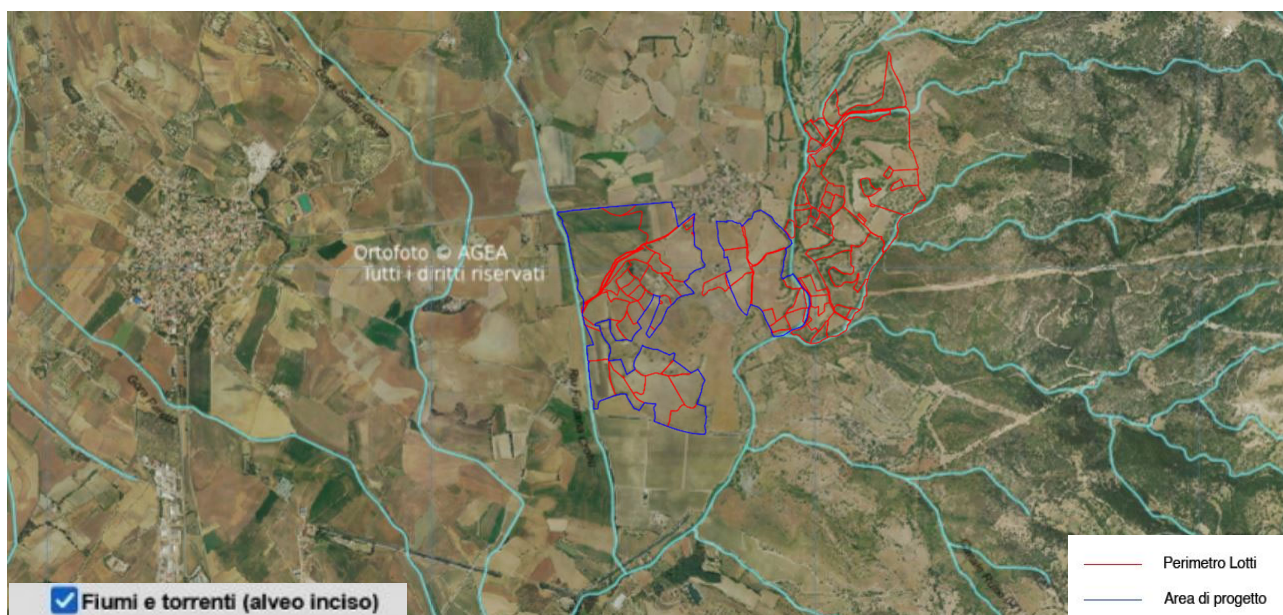 Ortofoto © AGEA
Tutti i diritti riservati
Fiumi e torrenti (alveo inciso)
Perimetro Lotti
Area di progetto